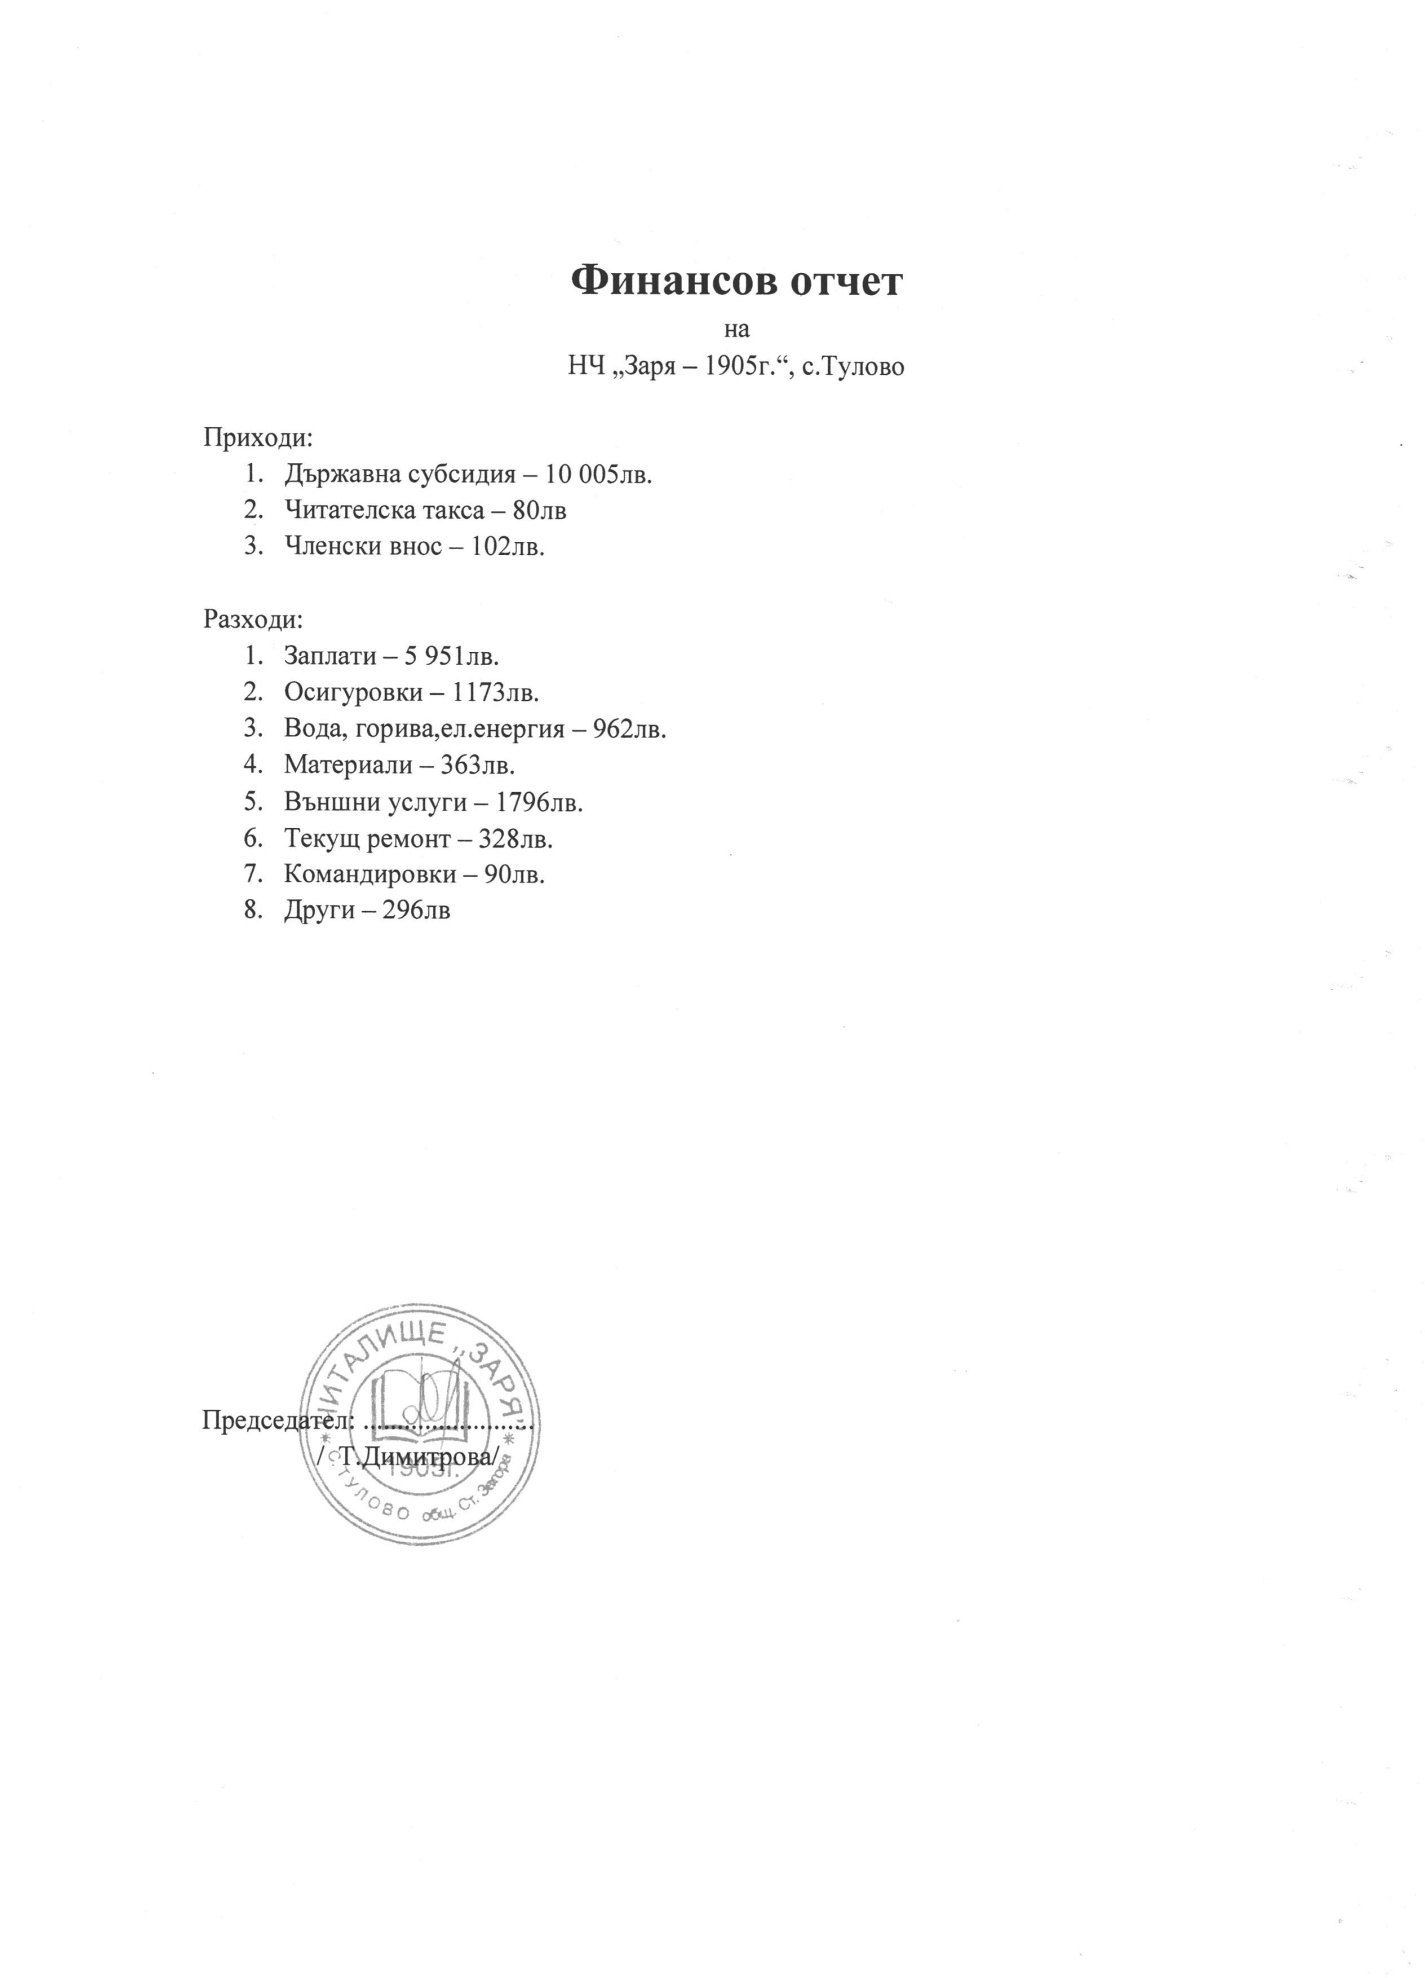 Финансов отчет
на
НЧ „Заря – 1905г.“, с.Тулово
Приходи:
1. Държавна субсидия – 10 005лв.
2. Читателска такса – 80лв
3. Членски внос – 102лв.
Разходи:
1. Заплати – 5 951лв.
2. Осигуровки – 1173лв.
3. Вода, горива,ел.енергия – 962лв.
4. Материали – 363лв.
5. Външни услуги – 1796лв.
6. Текущ ремонт – 328лв.
7. Командировки – 90лв.
8. Други – 296лв
ЧИТАЛИЩЕ „ЗАРЯ”
Председател: ........................
/ Т.Димитрова/
1905г.
* С.ТУЛОВО общ. Ст. Загора *